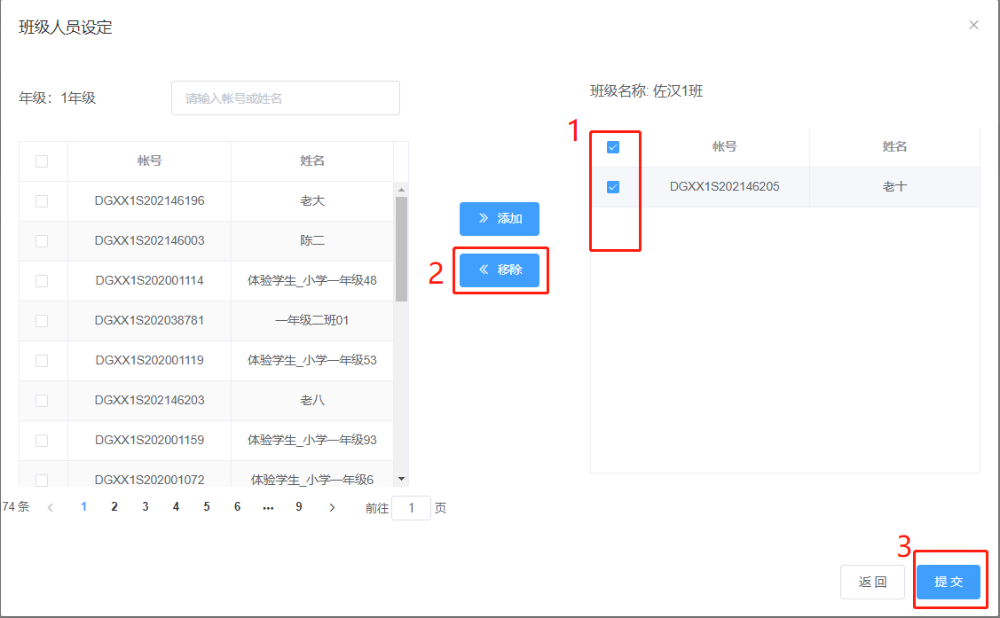 班级人员设定
年级：1年级
请输入帐号或姓名
帐号 姓名
DGXX1S202146196 老大
DGXX1S202146003 陈二
DGXX1S202001114 体验学生_小学一年级48
DGXX1S202038781 一年级二班01
DGXX1S202001119 体验学生_小学一年级53
DGXX1S202146203 老八
DGXX1S202001159 体验学生_小学一年级93
DGXX1S202001072 体验学生_小学一年级6
74 条 1 2 3 4 5 6 ••• 9 前往 1 页
添加
2 移除
班级名称: 佐汉1班
1
帐号 姓名
DGXX1S202146205 老十
3
返 回 提 交